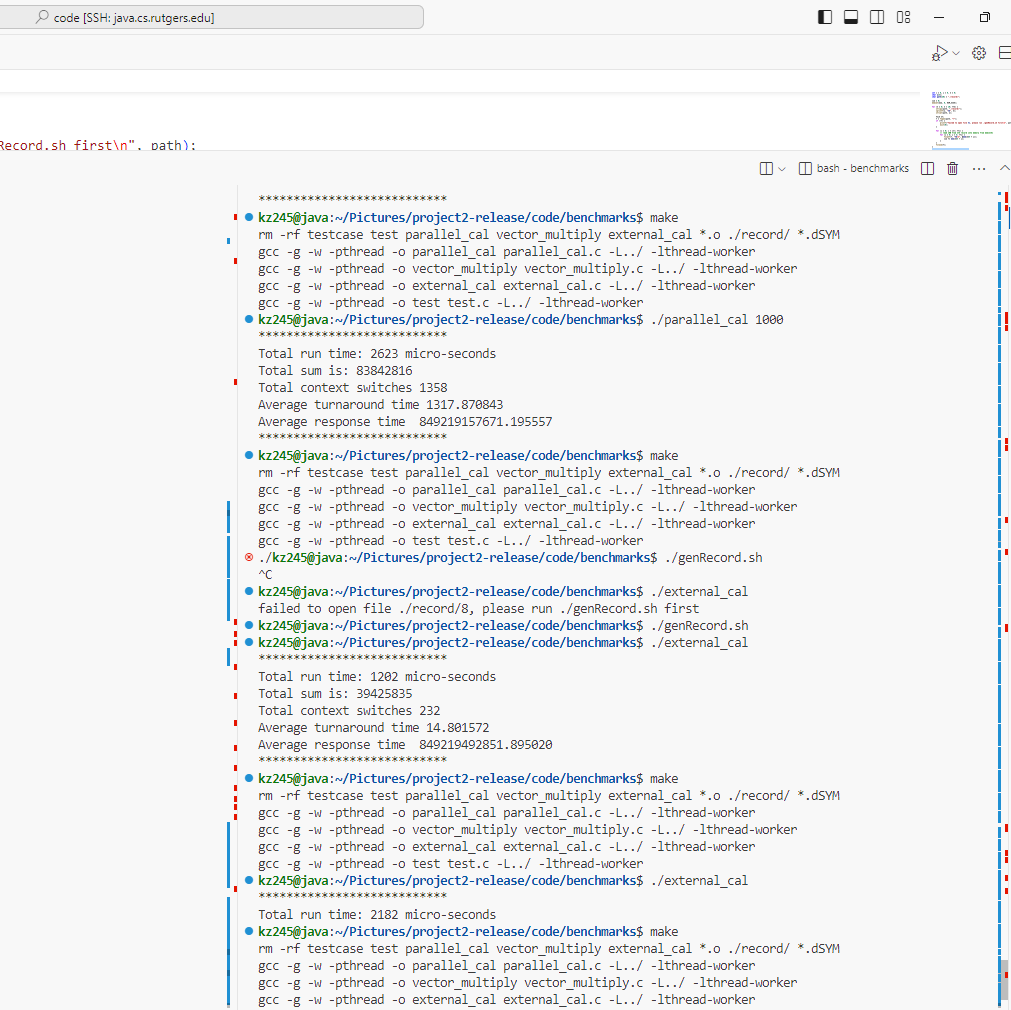 code [SSH: java.cs.rutgers.edu]
Record.sh first\n", path);
bash - benchmarks
***************************
kz245@java:~/Pictures/project2-release/code/benchmarks$ make
rm -rf testcase test parallel_cal vector_multiply external_cal *.o ./record/ *.dSYM
gcc -g -w -pthread -o parallel_cal parallel_cal.c -L../ -lthread-worker
gcc -g -w -pthread -o vector_multiply vector_multiply.c -L../ -lthread-worker
gcc -g -w -pthread -o external_cal external_cal.c -L../ -lthread-worker
gcc -g -w -pthread -o test test.c -L../ -lthread-worker
kz245@java:~/Pictures/project2-release/code/benchmarks$ ./parallel_cal 1000
***************************
Total run time: 2623 micro-seconds
Total sum is: 83842816
Total context switches 1358
Average turnaround time 1317.870843
Average response time  849219157671.195557
***************************
kz245@java:~/Pictures/project2-release/code/benchmarks$ make
rm -rf testcase test parallel_cal vector_multiply external_cal *.o ./record/ *.dSYM
gcc -g -w -pthread -o parallel_cal parallel_cal.c -L../ -lthread-worker
gcc -g -w -pthread -o vector_multiply vector_multiply.c -L../ -lthread-worker
gcc -g -w -pthread -o external_cal external_cal.c -L../ -lthread-worker
gcc -g -w -pthread -o test test.c -L../ -lthread-worker
./kz245@java:~/Pictures/project2-release/code/benchmarks$ ./genRecord.sh
^C
kz245@java:~/Pictures/project2-release/code/benchmarks$ ./external_cal
failed to open file ./record/8, please run ./genRecord.sh first
kz245@java:~/Pictures/project2-release/code/benchmarks$ ./genRecord.sh
kz245@java:~/Pictures/project2-release/code/benchmarks$ ./external_cal
***************************
Total run time: 1202 micro-seconds
Total sum is: 39425835
Total context switches 232
Average turnaround time 14.801572
Average response time  849219492851.895020
***************************
kz245@java:~/Pictures/project2-release/code/benchmarks$ make
rm -rf testcase test parallel_cal vector_multiply external_cal *.o ./record/ *.dSYM
gcc -g -w -pthread -o parallel_cal parallel_cal.c -L../ -lthread-worker
gcc -g -w -pthread -o vector_multiply vector_multiply.c -L../ -lthread-worker
gcc -g -w -pthread -o external_cal external_cal.c -L../ -lthread-worker
gcc -g -w -pthread -o test test.c -L../ -lthread-worker
kz245@java:~/Pictures/project2-release/code/benchmarks$ ./external_cal
***************************
Total run time: 2182 micro-seconds
kz245@java:~/Pictures/project2-release/code/benchmarks$ make
rm -rf testcase test parallel_cal vector_multiply external_cal *.o ./record/ *.dSYM
gcc -g -w -pthread -o parallel_cal parallel_cal.c -L../ -lthread-worker
gcc -g -w -pthread -o vector_multiply vector_multiply.c -L../ -lthread-worker
gcc -g -w -pthread -o external_cal external_cal.c -L../ -lthread-worker